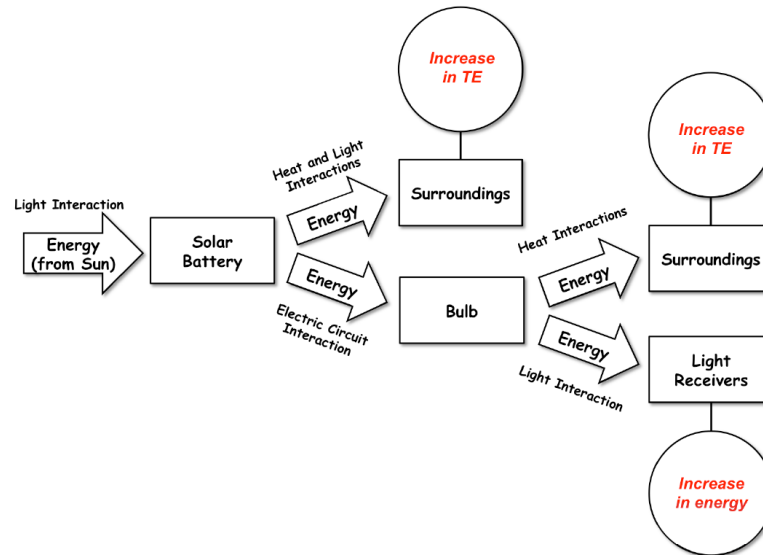 Increase
in TE
Heat and Light
Interactions
Energy
Surroundings
Light Interaction
Energy
(from Sun)
Solar
Battery
Energy
Electric Circuit
Interaction
Bulb
Increase
in TE
Heat Interactions
Energy
Surroundings
Energy
Light Interaction
Light
Receivers
Increase
in energy